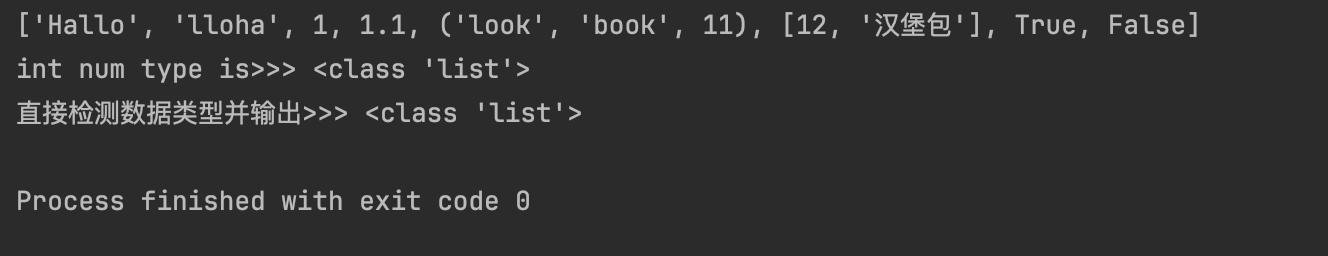 ['Hallo', 'lloha', 1, 1.1, ('look', 'book', 11), [12, '汉堡包'], True, False]
int num type is>>> <class 'list'>
直接检测数据类型并输出>>> <class 'list'>
Process finished with exit code 0